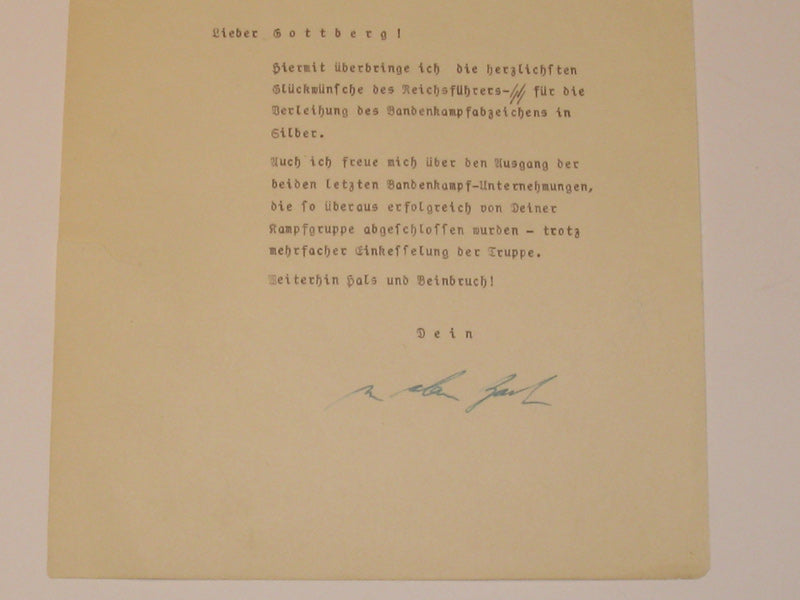 Lieber G o t t b e r g !
Hiermit überbringe ich die herzlichsten
Glückwünsche des Reichsführers-ᛋᛋ für die
Verleihung des Bandenkampfabzeichens in
Silber.
Auch ich freue mich über den Ausgang der
beiden letzten Bandenkampf-Unternehmungen,
die so überaus erfolgreich von Deiner
Kampfgruppe abgeschlossen wurden - trotz
mehrfacher Einkesselung der Truppe.
Weiterhin Hals und Beinbruch!
D e i n